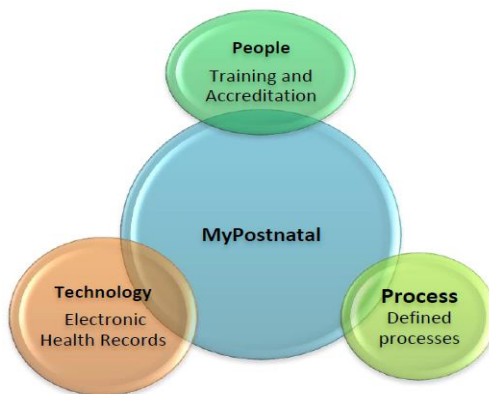 People
Training and
Accreditation
MyPostnatal
Technology
Electronic
Health Records
Process
Defined
processes